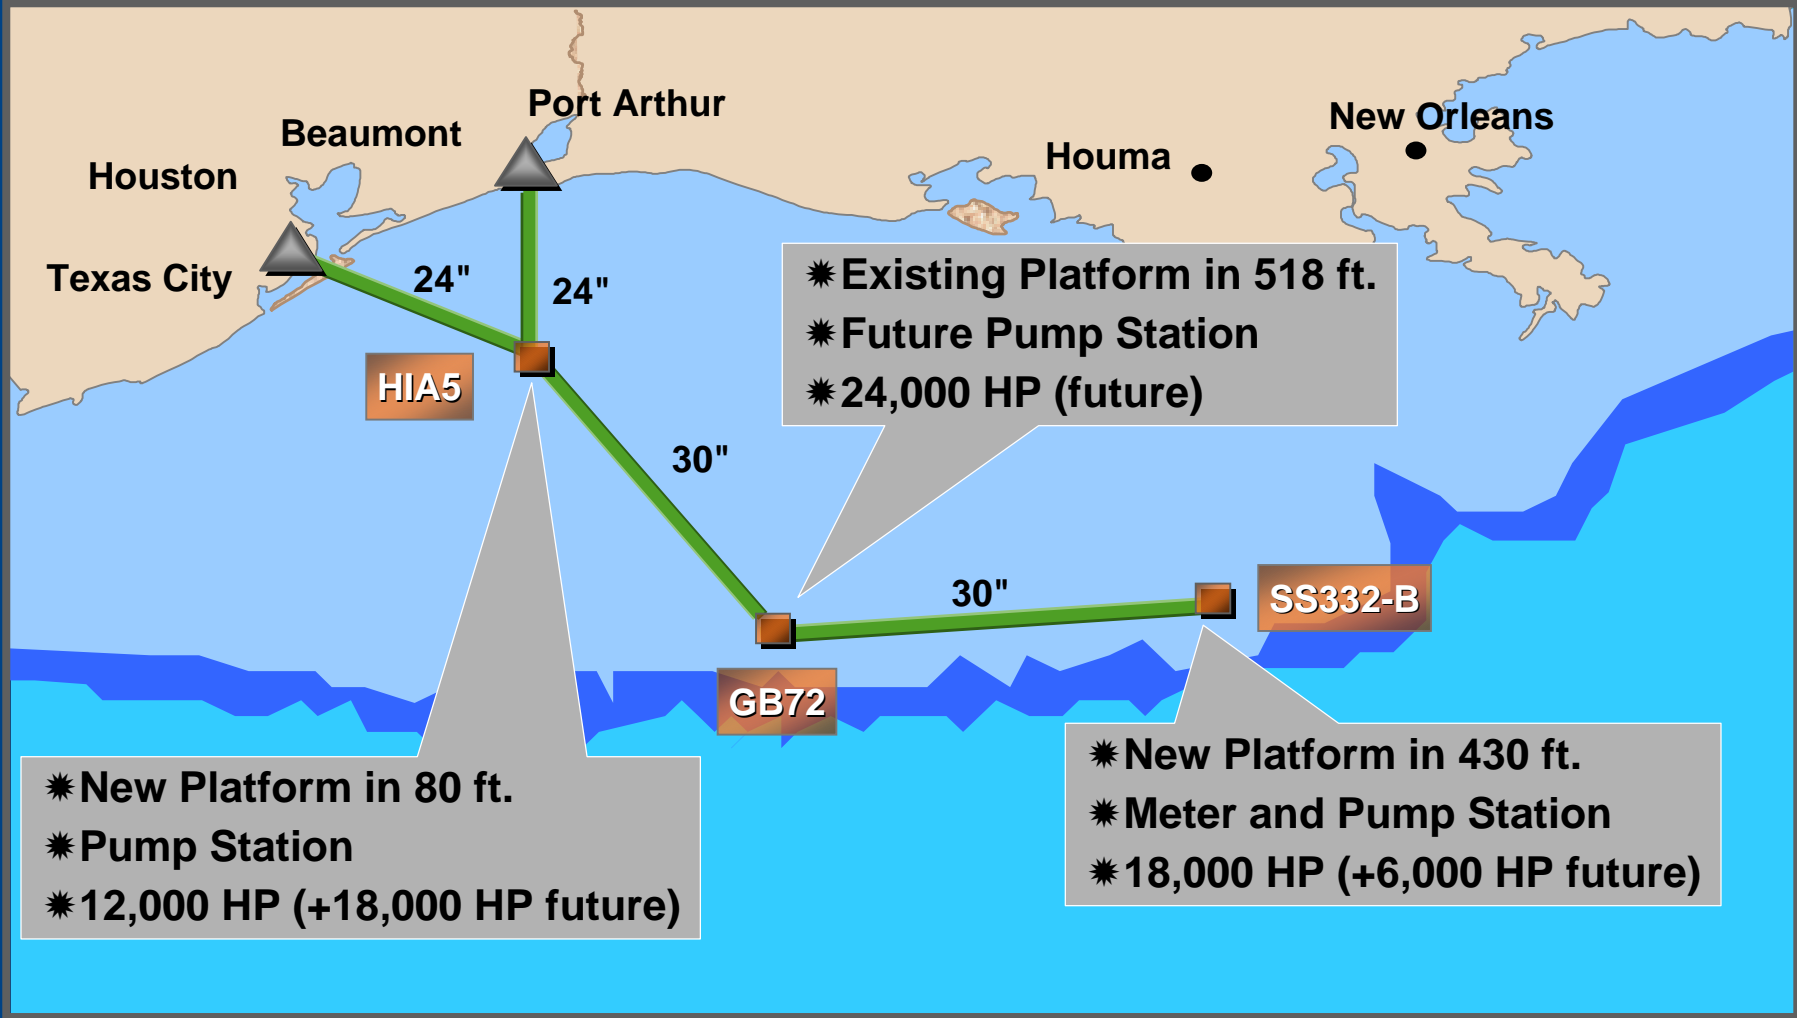 Port Arthur
Beaumont
New Orleans
Houma
Houston
Texas City
24"
24"
✹Existing Platform in 518 ft.
✹Future Pump Station
✹24,000 HP (future)
HIA5
30"
30"
SS332-B
GB72
✹New Platform in 80 ft.
✹Pump Station
✹12,000 HP (+18,000 HP future)
✹New Platform in 430 ft.
✹Meter and Pump Station
✹18,000 HP (+6,000 HP future)